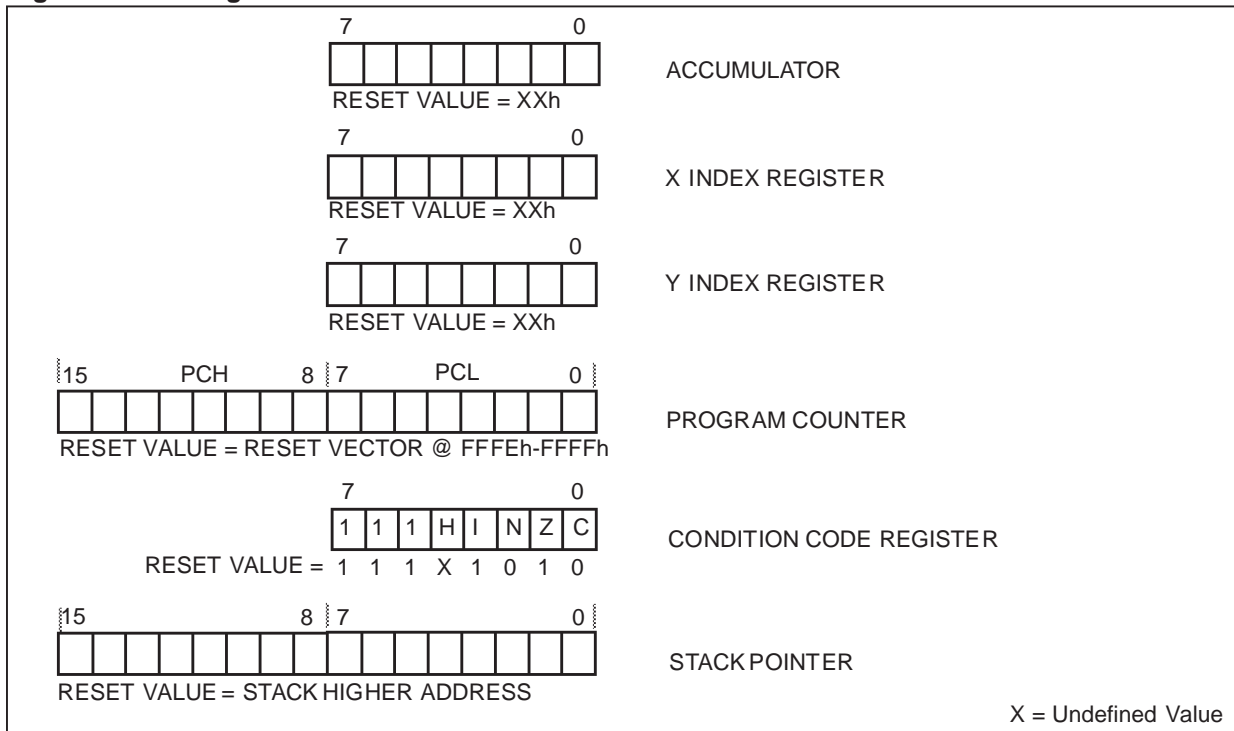 7 0
ACCUMULATOR
RESET VALUE = XXh
7 0
X INDEX REGISTER
RESET VALUE = XXh
7 0
Y INDEX REGISTER
RESET VALUE = XXh
15 PCH 8 7 PCL 0
PROGRAM COUNTER
RESET VALUE = RESET VECTOR @ FFFEh-FFFFh
7 0
1 1 1 H I N Z C
CONDITION CODE REGISTER
RESET VALUE = 1 1 1 X 1 0 1 0
15 8 7 0
STACK POINTER
RESET VALUE = STACK HIGHER ADDRESS
X = Undefined Value